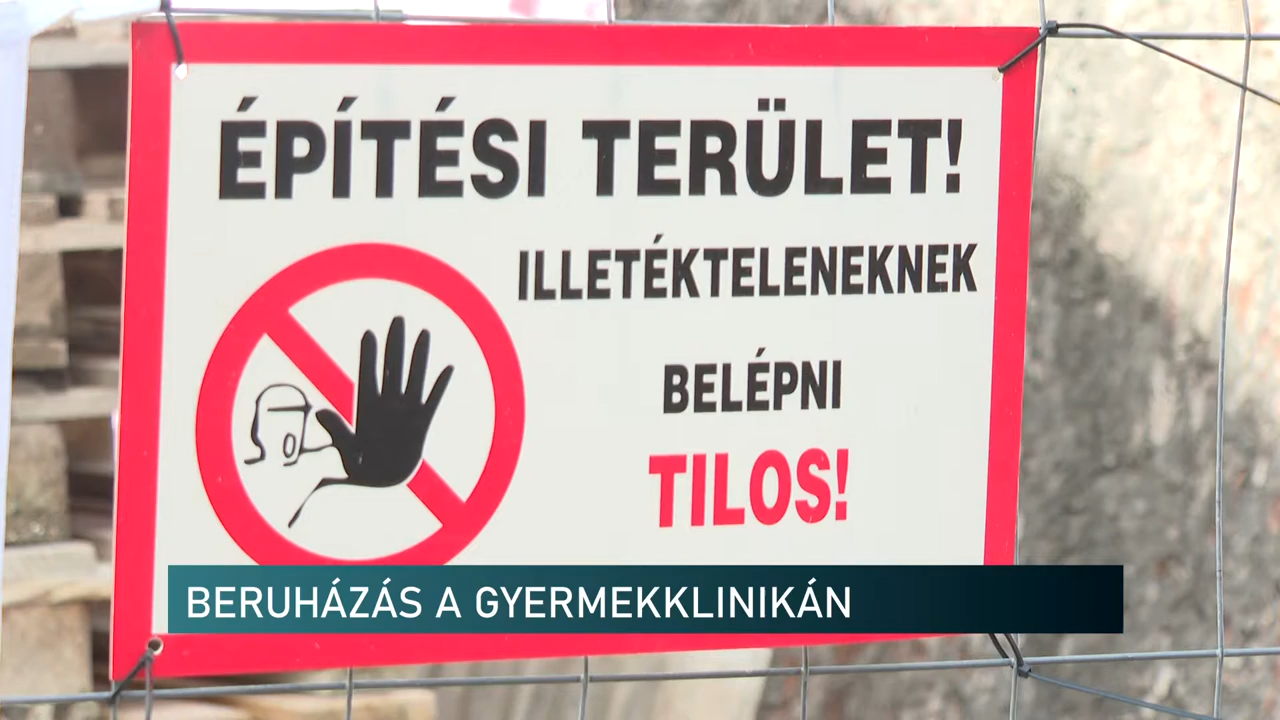 ÉPÍTÉSI TERÜLET!
ILLETÉKTELENEKNEK
BELÉPNI
TILOS!
BERUHÁZÁS A GYERMEKKLINIKÁN